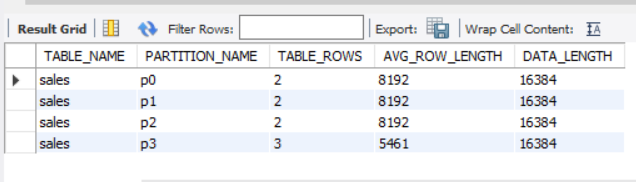 Result Grid Filter Rows: Export: Wrap Cell Content: IA
TABLE_NAME PARTITION_NAME TABLE_ROWS AVG_ROW_LENGTH DATA_LENGTH
sales p0 2 8192 16384
sales p1 2 8192 16384
sales p2 2 8192 16384
sales p3 3 5461 16384